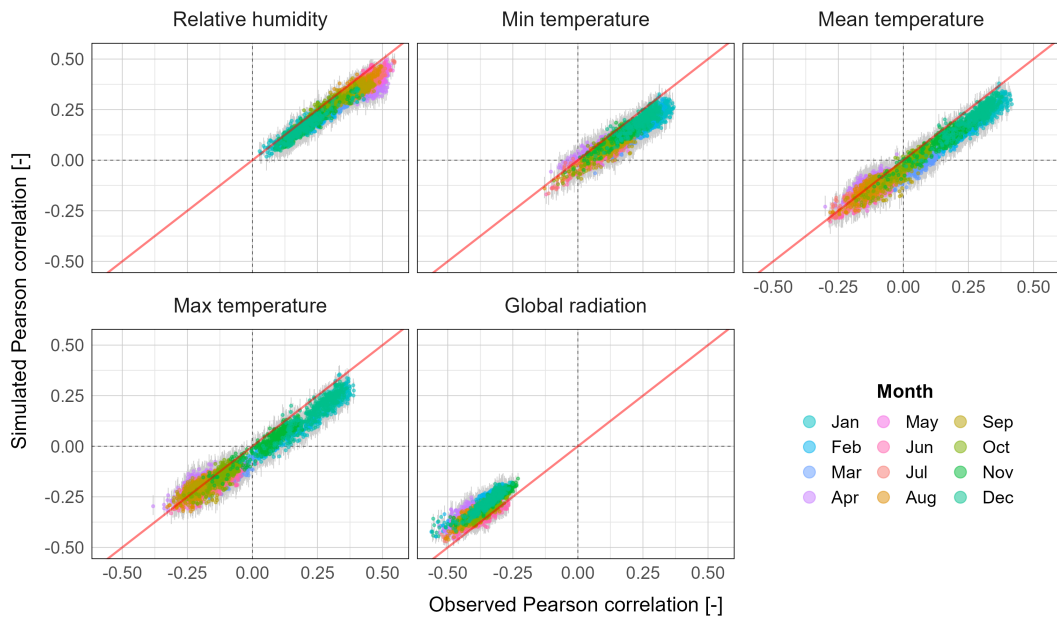 Relative humidity
Min temperature
Mean temperature
0.50
0.25
0.00
-0.25
-0.50
-0.50 -0.25 0.00 0.25 0.50
Max temperature
Global radiation
0.50
0.25
0.00
-0.25
-0.50
-0.50 -0.25 0.00 0.25 0.50
-0.50 -0.25 0.00 0.25 0.50
Simulated Pearson correlation [-]
Observed Pearson correlation [-]
Month
Jan May Sep
Feb Jun Oct
Mar Jul Nov
Apr Aug Dec